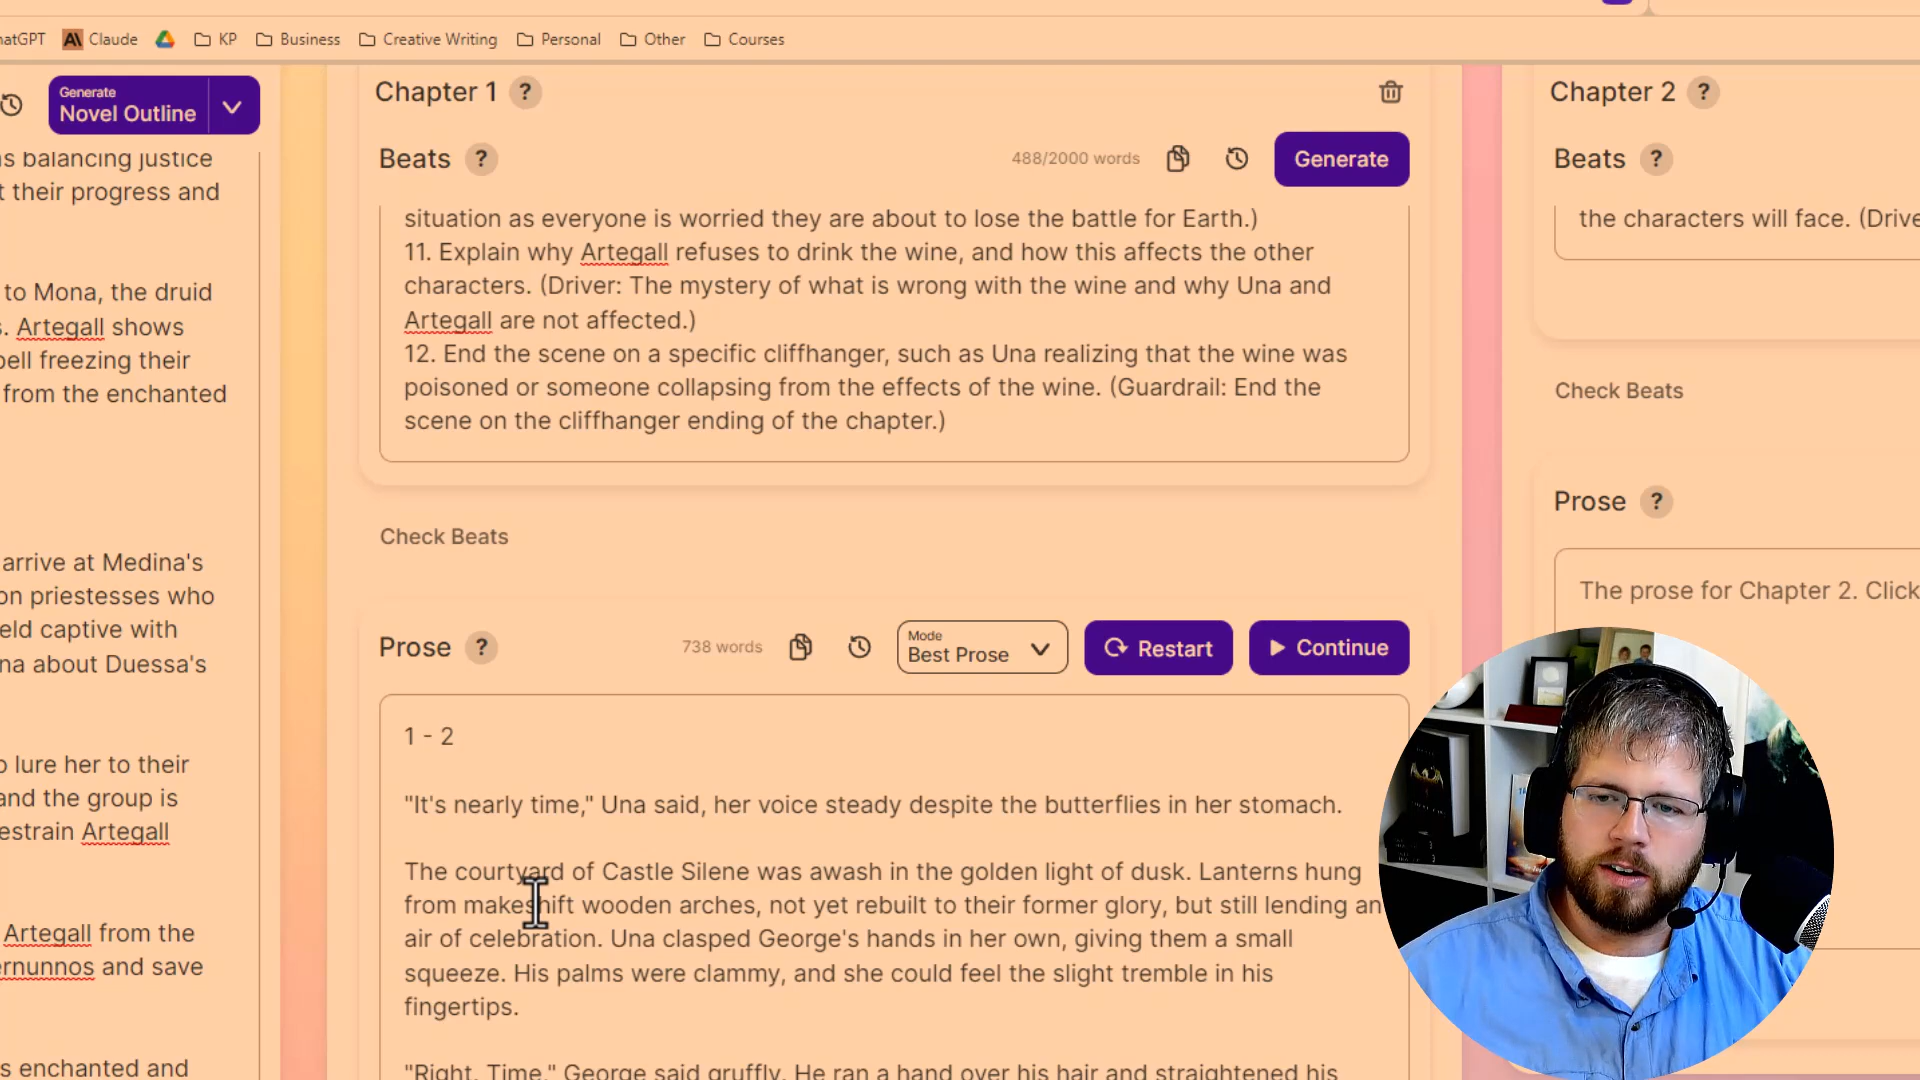 Claude
KP
Business
Creative Writing
Personal
Other
Courses
Generate
Novel Outline
balancing justice
their progress and
to Mona, the druid
Artegall shows
freezing their
from the enchanted
arrive at Medina's
priestesses who
captive with
about Duessa's
lure her to their
and the group is
Artegall
Artegall from the
and save
enchanted and
Chapter 1 ?
Beats ?
488/2000 words
Generate
situation as everyone is worried they are about to lose the battle for Earth.)
11. Explain why Artegall refuses to drink the wine, and how this affects the other
characters. (Driver: The mystery of what is wrong with the wine and why Una and
Artegall are not affected.)
12. End the scene on a specific cliffhanger, such as Una realizing that the wine was
poisoned or someone collapsing from the effects of the wine. (Guardrail: End the
scene on the cliffhanger ending of the chapter.)
Check Beats
Prose ?
738 words
Mode
Best Prose
Restart
Continue
1 - 2
"It's nearly time," Una said, her voice steady despite the butterflies in her stomach.
The courtyard of Castle Silene was awash in the golden light of dusk. Lanterns hung
from makeshift wooden arches, not yet rebuilt to their former glory, but still lending an
air of celebration. Una clasped George's hands in her own, giving them a small
squeeze. His palms were clammy, and she could feel the slight tremble in his
fingertips.
"Right. Time." George said gruffly. He ran a hand over his hair and straightened his
Chapter 2 ?
Beats ?
the characters will face.
Check Beats
Prose ?
The prose for Chapter 2. Click